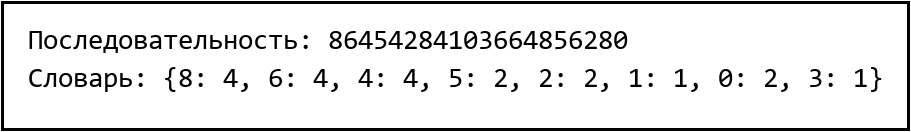 Последовательность: 86454284103664856280
Словарь: {8: 4, 6: 4, 4: 4, 5: 2, 2: 2, 1: 1, 0: 2, 3: 1}